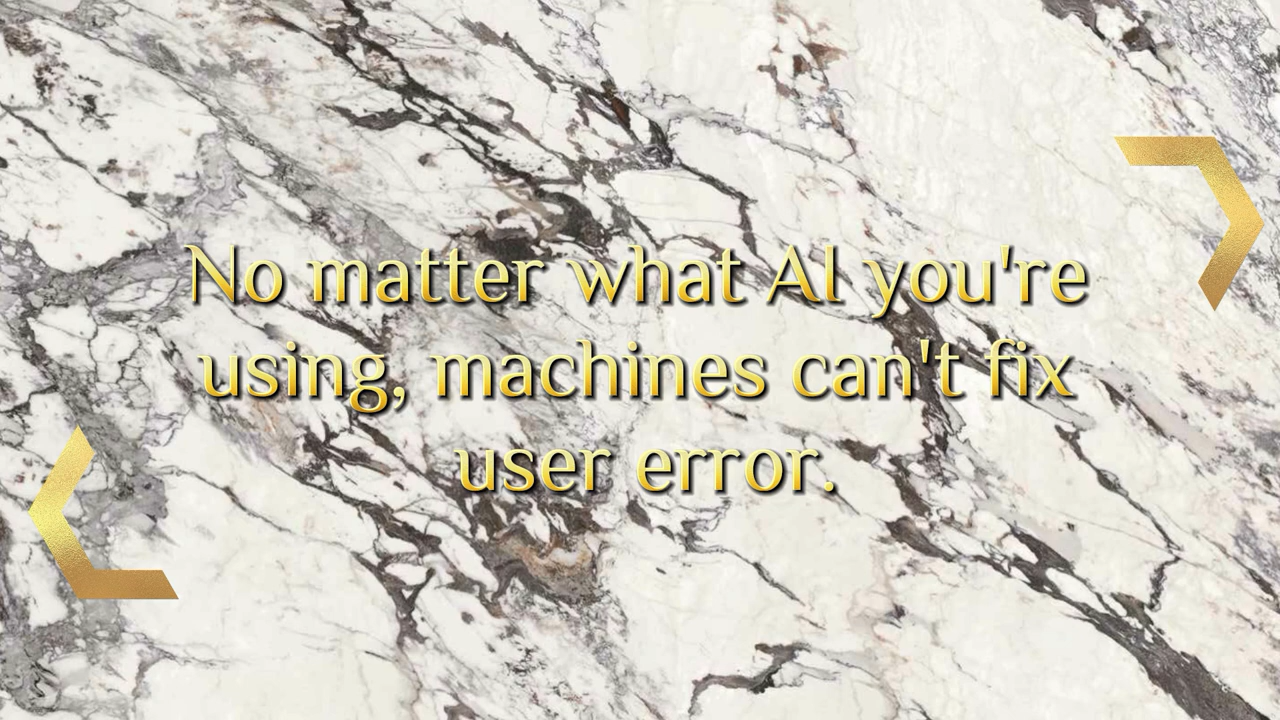 No matter what AI you're
using, machines can't fix
user error.